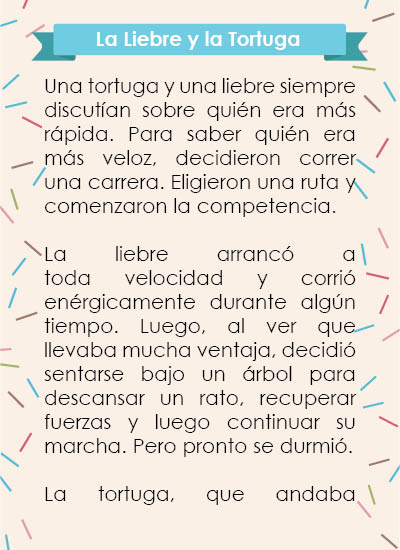 La Liebre y la Tortuga
Una tortuga y una liebre siempre
discutían sobre quién era más
rápida. Para saber quién era
más veloz, decidieron correr
una carrera. Eligieron una ruta y
comenzaron la competencia.
La liebre arrancó a
toda velocidad y corrió
enérgicamente durante algún
tiempo. Luego, al ver que
llevaba mucha ventaja, decidió
sentarse bajo un árbol para
descansar un rato, recuperar
fuerzas y luego continuar su
marcha. Pero pronto se durmió.
La tortuga, que andaba